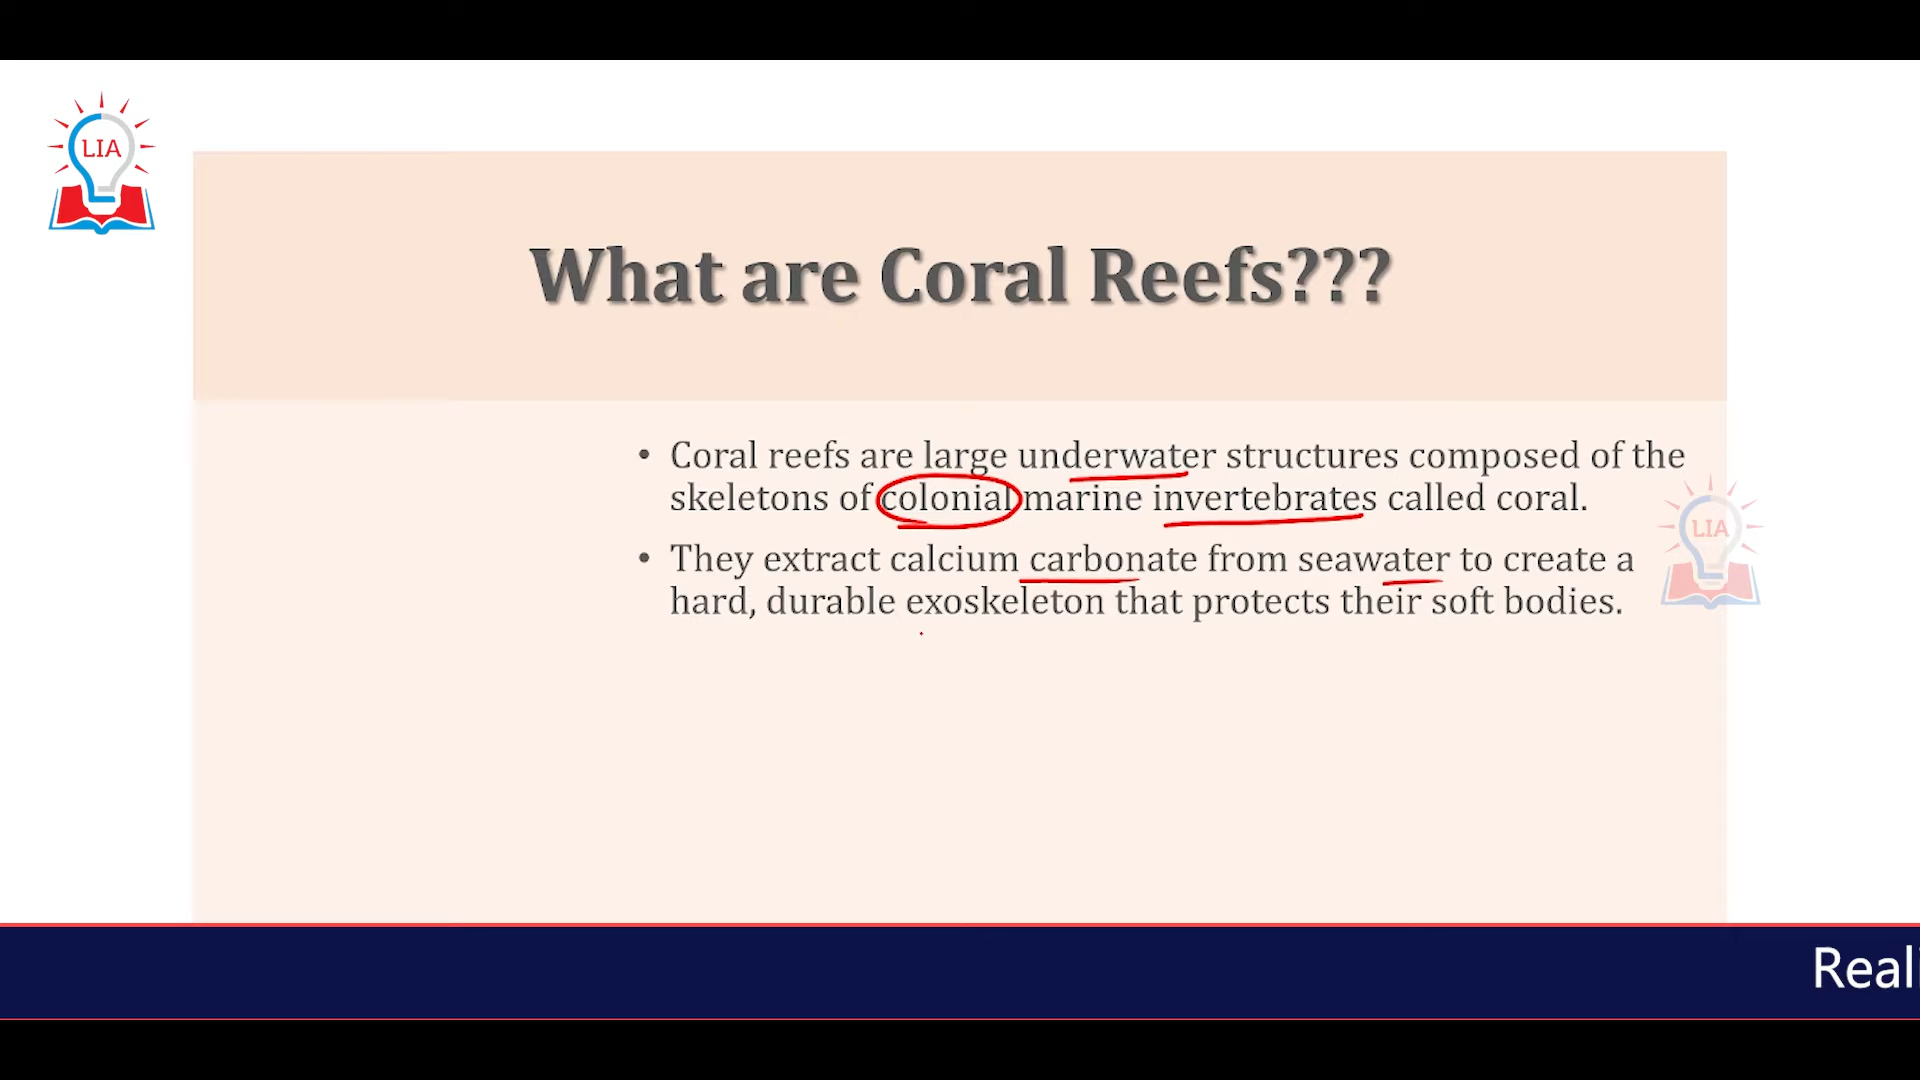 LIA
What are Coral Reefs???
• Coral reefs are large underwater structures composed of the
skeletons of colonial marine invertebrates called coral.
LIA
• They extract calcium carbonate from seawater to create a
hard, durable exoskeleton that protects their soft bodies.
Reali